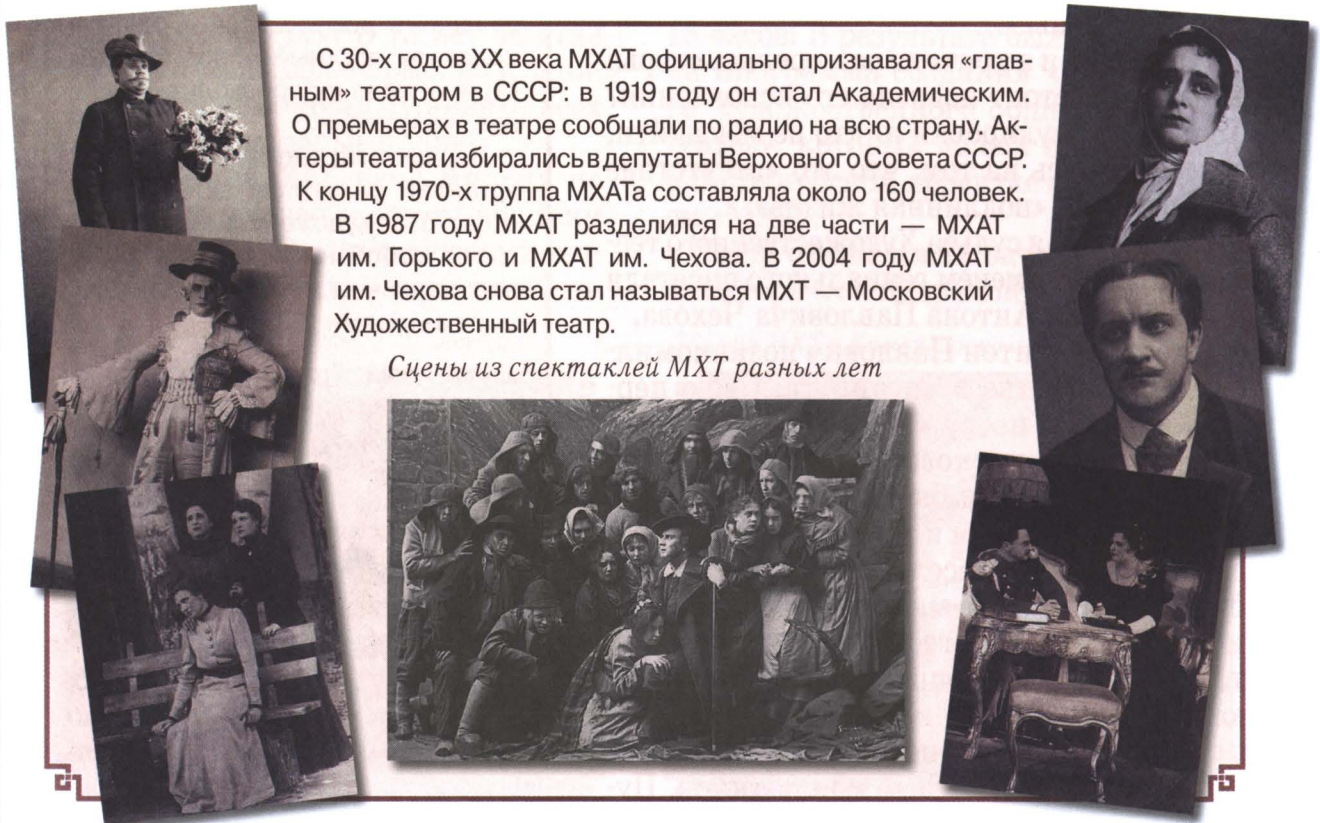 С 30-х годов XX века МХАТ официально признавался «глав-
ным» театром в СССР: в 1919 году он стал Академическим.
О премьерах в театре сообщали по радио на всю страну. Ак-
теры театра избирались в депутаты Верховного Совета СССР.
К концу 1970-х труппа МХАТа составляла около 160 человек.
В 1987 году МХАТ разделился на две части — МХАТ
им. Горького и МХАТ им. Чехова. В 2004 году МХАТ
им. Чехова снова стал называться МХТ — Московский
Художественный театр.
Сцены из спектаклей МХТ разных лет